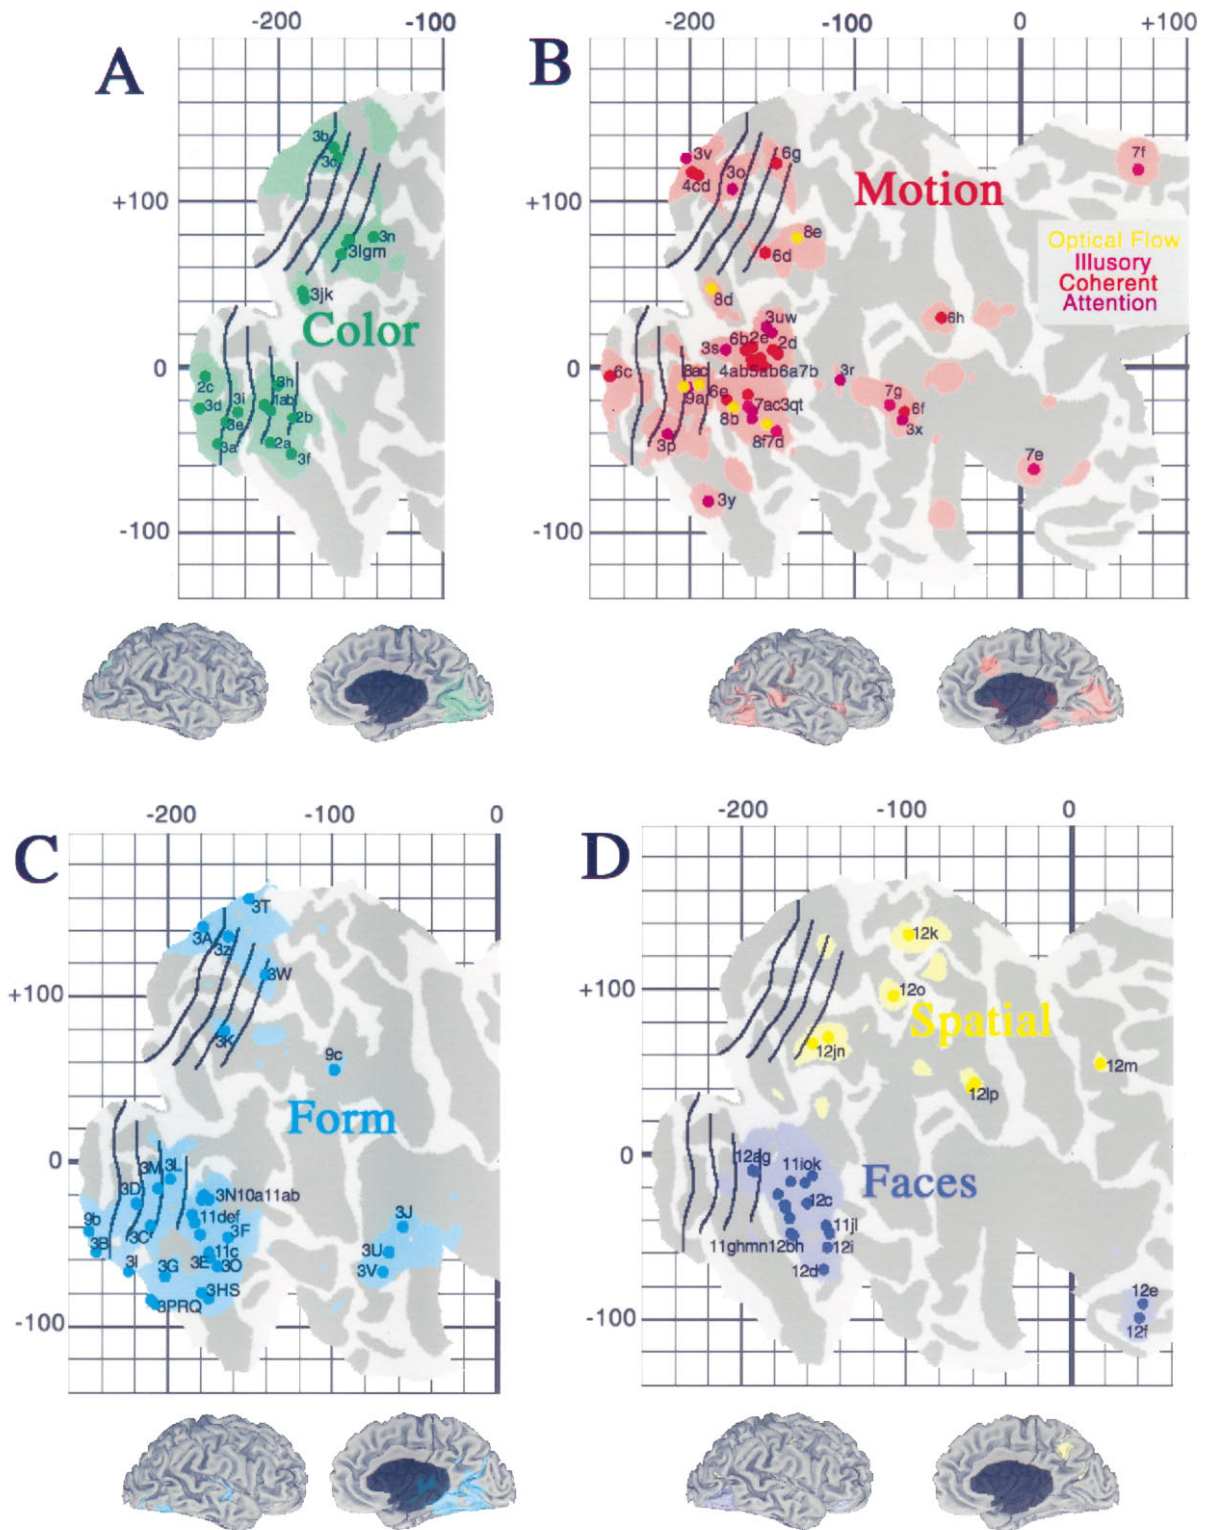 -200 -100
-200 -100 0 +100
A
B
3b
3c
3v
4cd
3o
6g
7f
+100
+100
Motion
3n
3lgm
8e
6d
Optical Flow
Illusory
Coherent
Attention
3jk
8d
Color
3uw
6h
3s 6b2e 2d
0
0
4ab5ab6a7b
3r
2c
3h
6c
8ac
9a
6e
3d 3i 1ab
2b
7ac3qt
7g
6f
3e
8b
3x
3a 2a
3f
3p
8f7d
7e
3y
-100
-100
-200 -100 0
-200 -100 0
C
D
3T
3A
3z
12k
3W
+100
+100
12o
3K
Spatial
9c
12jn
12m
12lp
Form
0
0
3M 3L
12ag 11iok
Faces
3D
3N10a11ab
12c
9b
11def
3J
3C 3F
11jl
3B
11c
3U
11ghmn12bh 12i
3I 3G 3E 3O
3V
12d
3HS
3PRQ
12e
-100
-100
12f